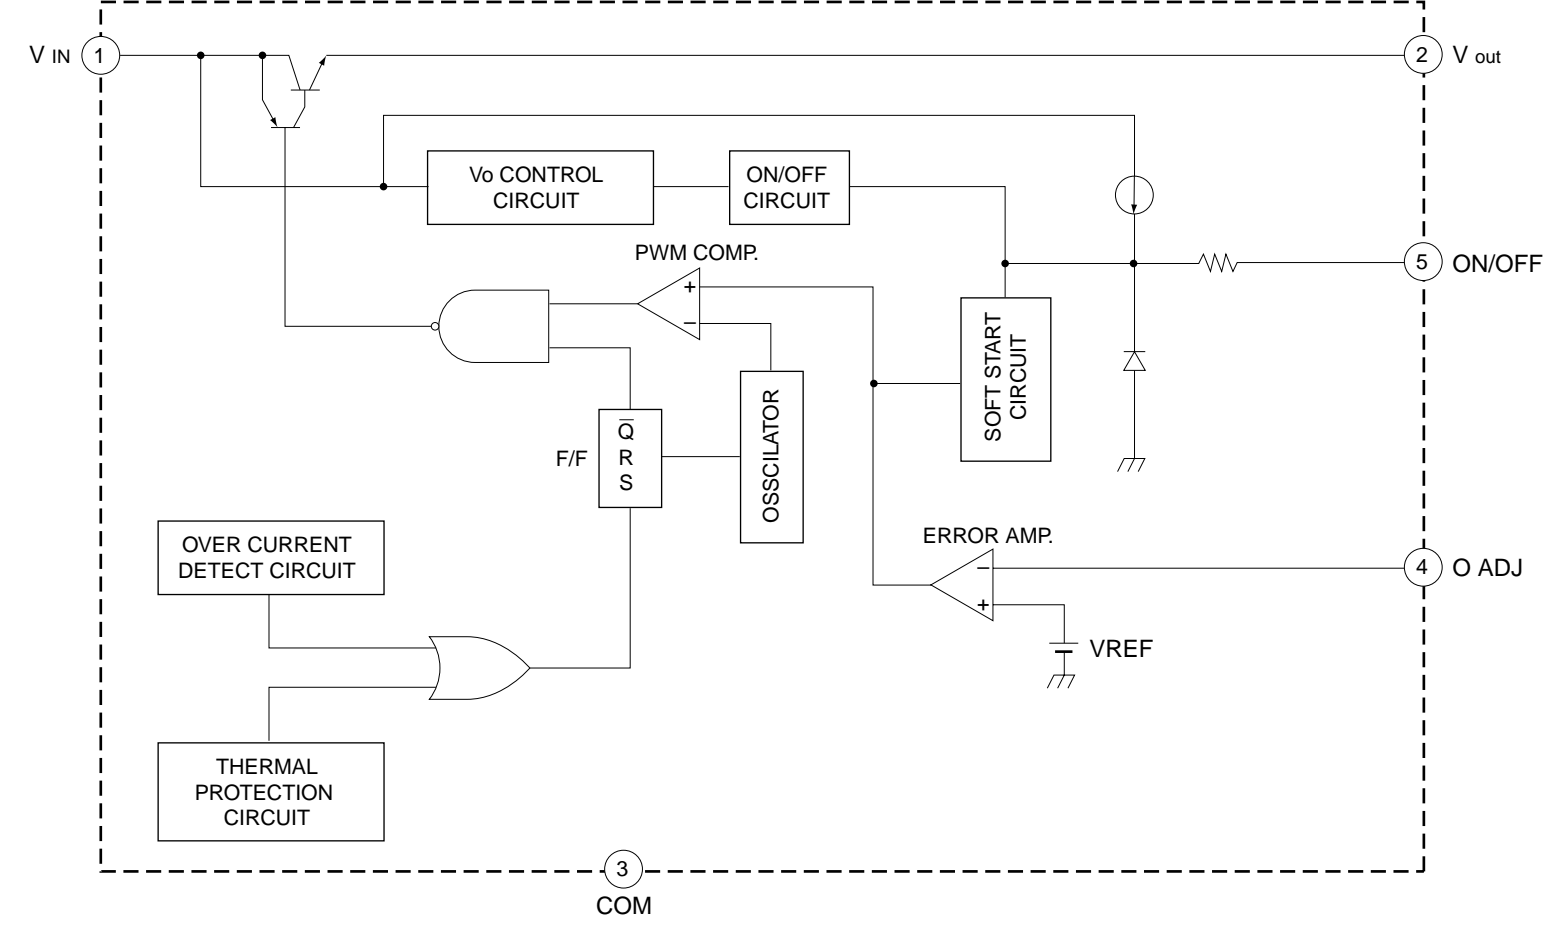 V IN
1
2
V out
Vo CONTROL
CIRCUIT
ON/OFF
CIRCUIT
PWM COMP.
+
−
5
ON/OFF
SOFT START
CIRCUIT
OSSCILATOR
F/F
Q̅
R
S
OVER CURRENT
DETECT CIRCUIT
ERROR AMP.
−
+
4
O ADJ
VREF
THERMAL
PROTECTION
CIRCUIT
3
COM